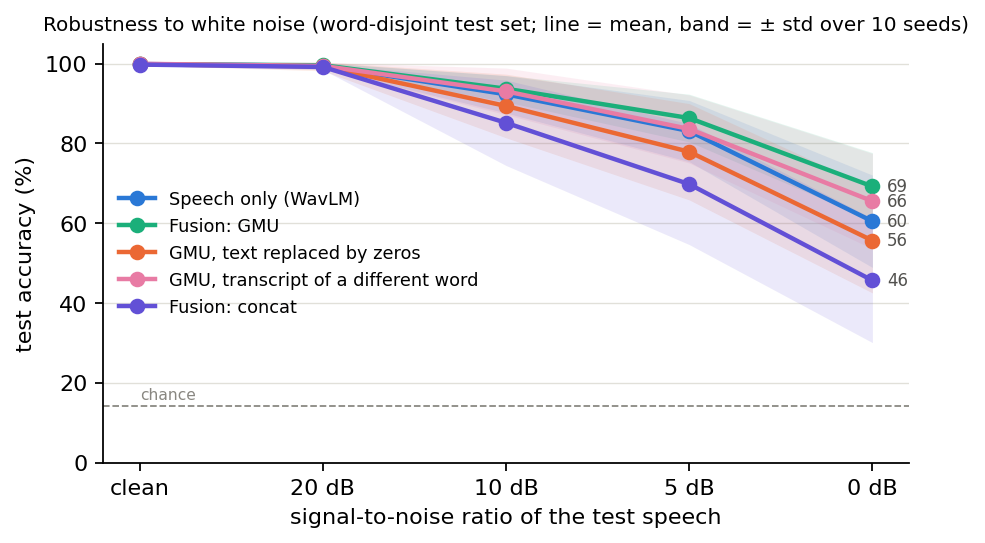 Robustness to white noise (word-disjoint test set; line = mean, band = ± std over 10 seeds)
100
80
60
40
20
0
test accuracy (%)
Speech only (WavLM)
Fusion: GMU
GMU, text replaced by zeros
GMU, transcript of a different word
Fusion: concat
69
66
60
56
46
chance
clean
20 dB
10 dB
5 dB
0 dB
signal-to-noise ratio of the test speech